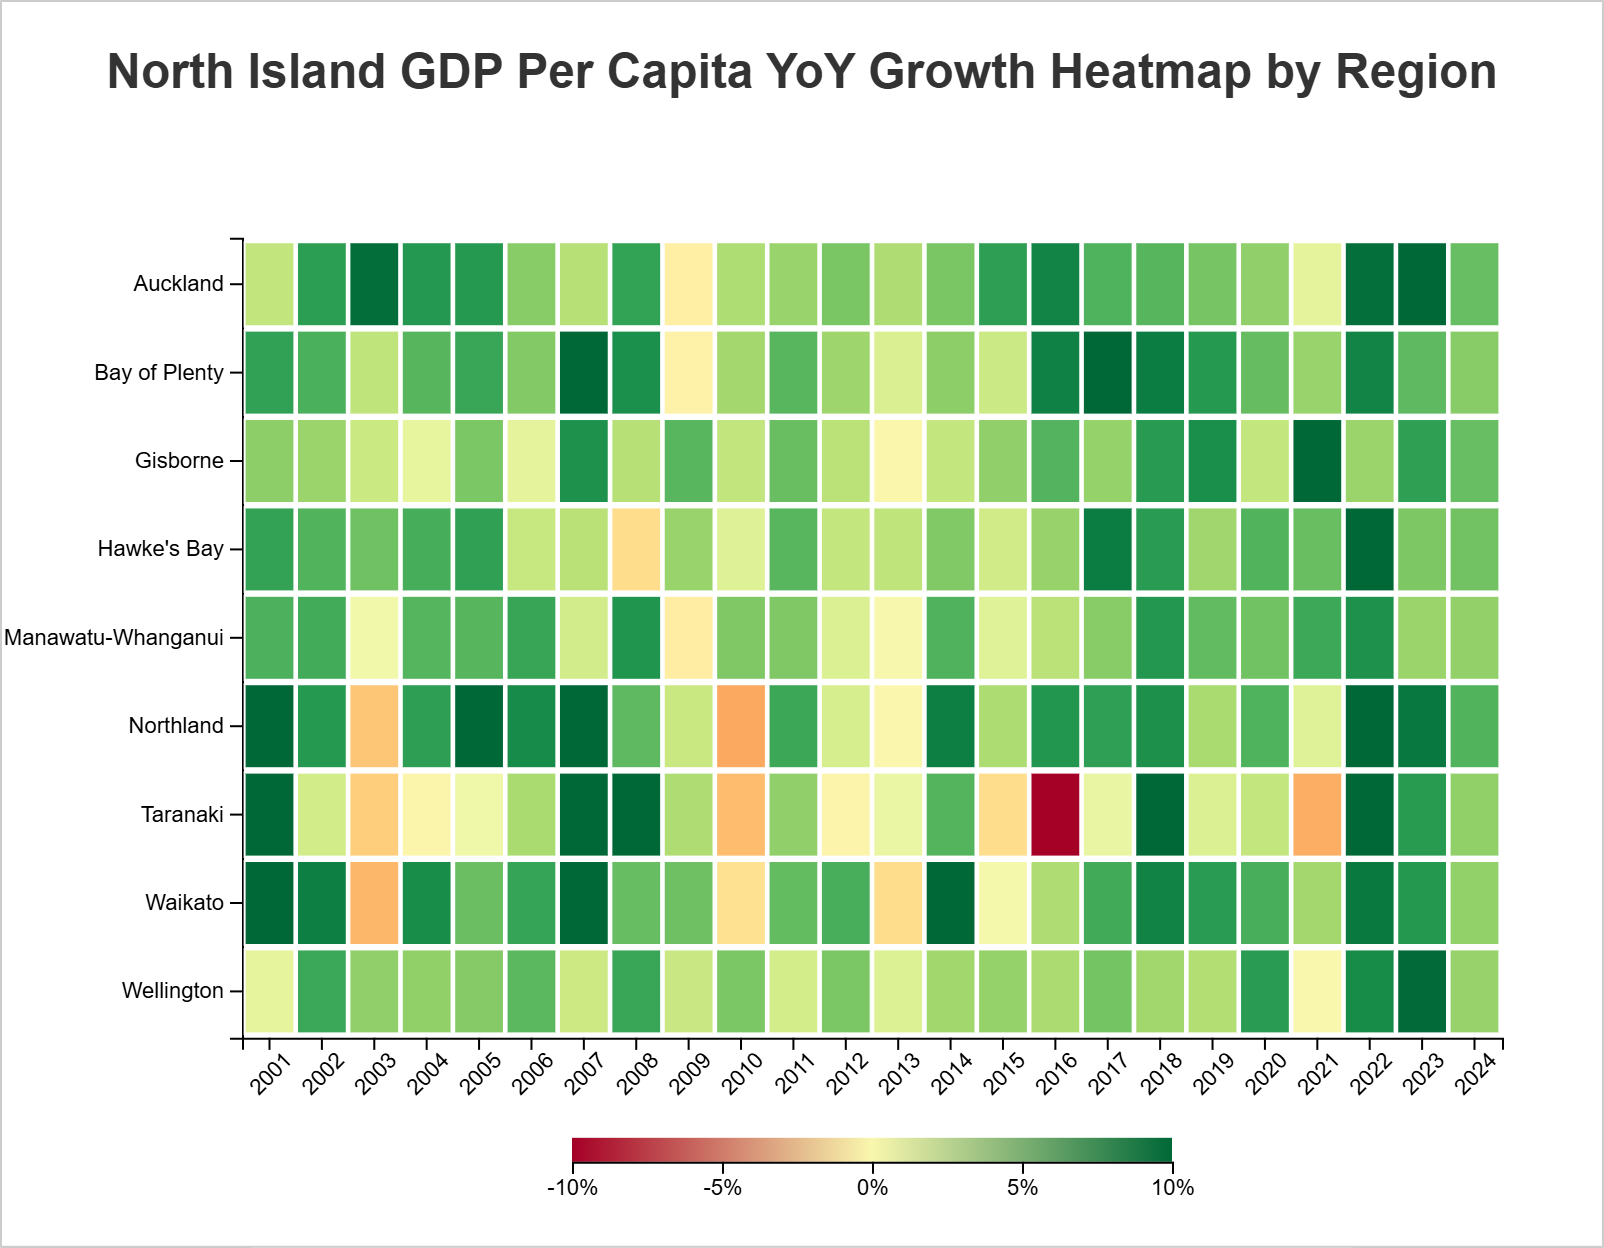 North Island GDP Per Capita YoY Growth Heatmap by Region
Auckland
Bay of Plenty
Gisborne
Hawke's Bay
Manawatu-Whanganui
Northland
Taranaki
Waikato
Wellington
2001 2002 2003 2004 2005 2006 2007 2008 2009 2010 2011 2012 2013 2014 2015 2016 2017 2018 2019 2020 2021 2022 2023 2024
-10% -5% 0% 5% 10%